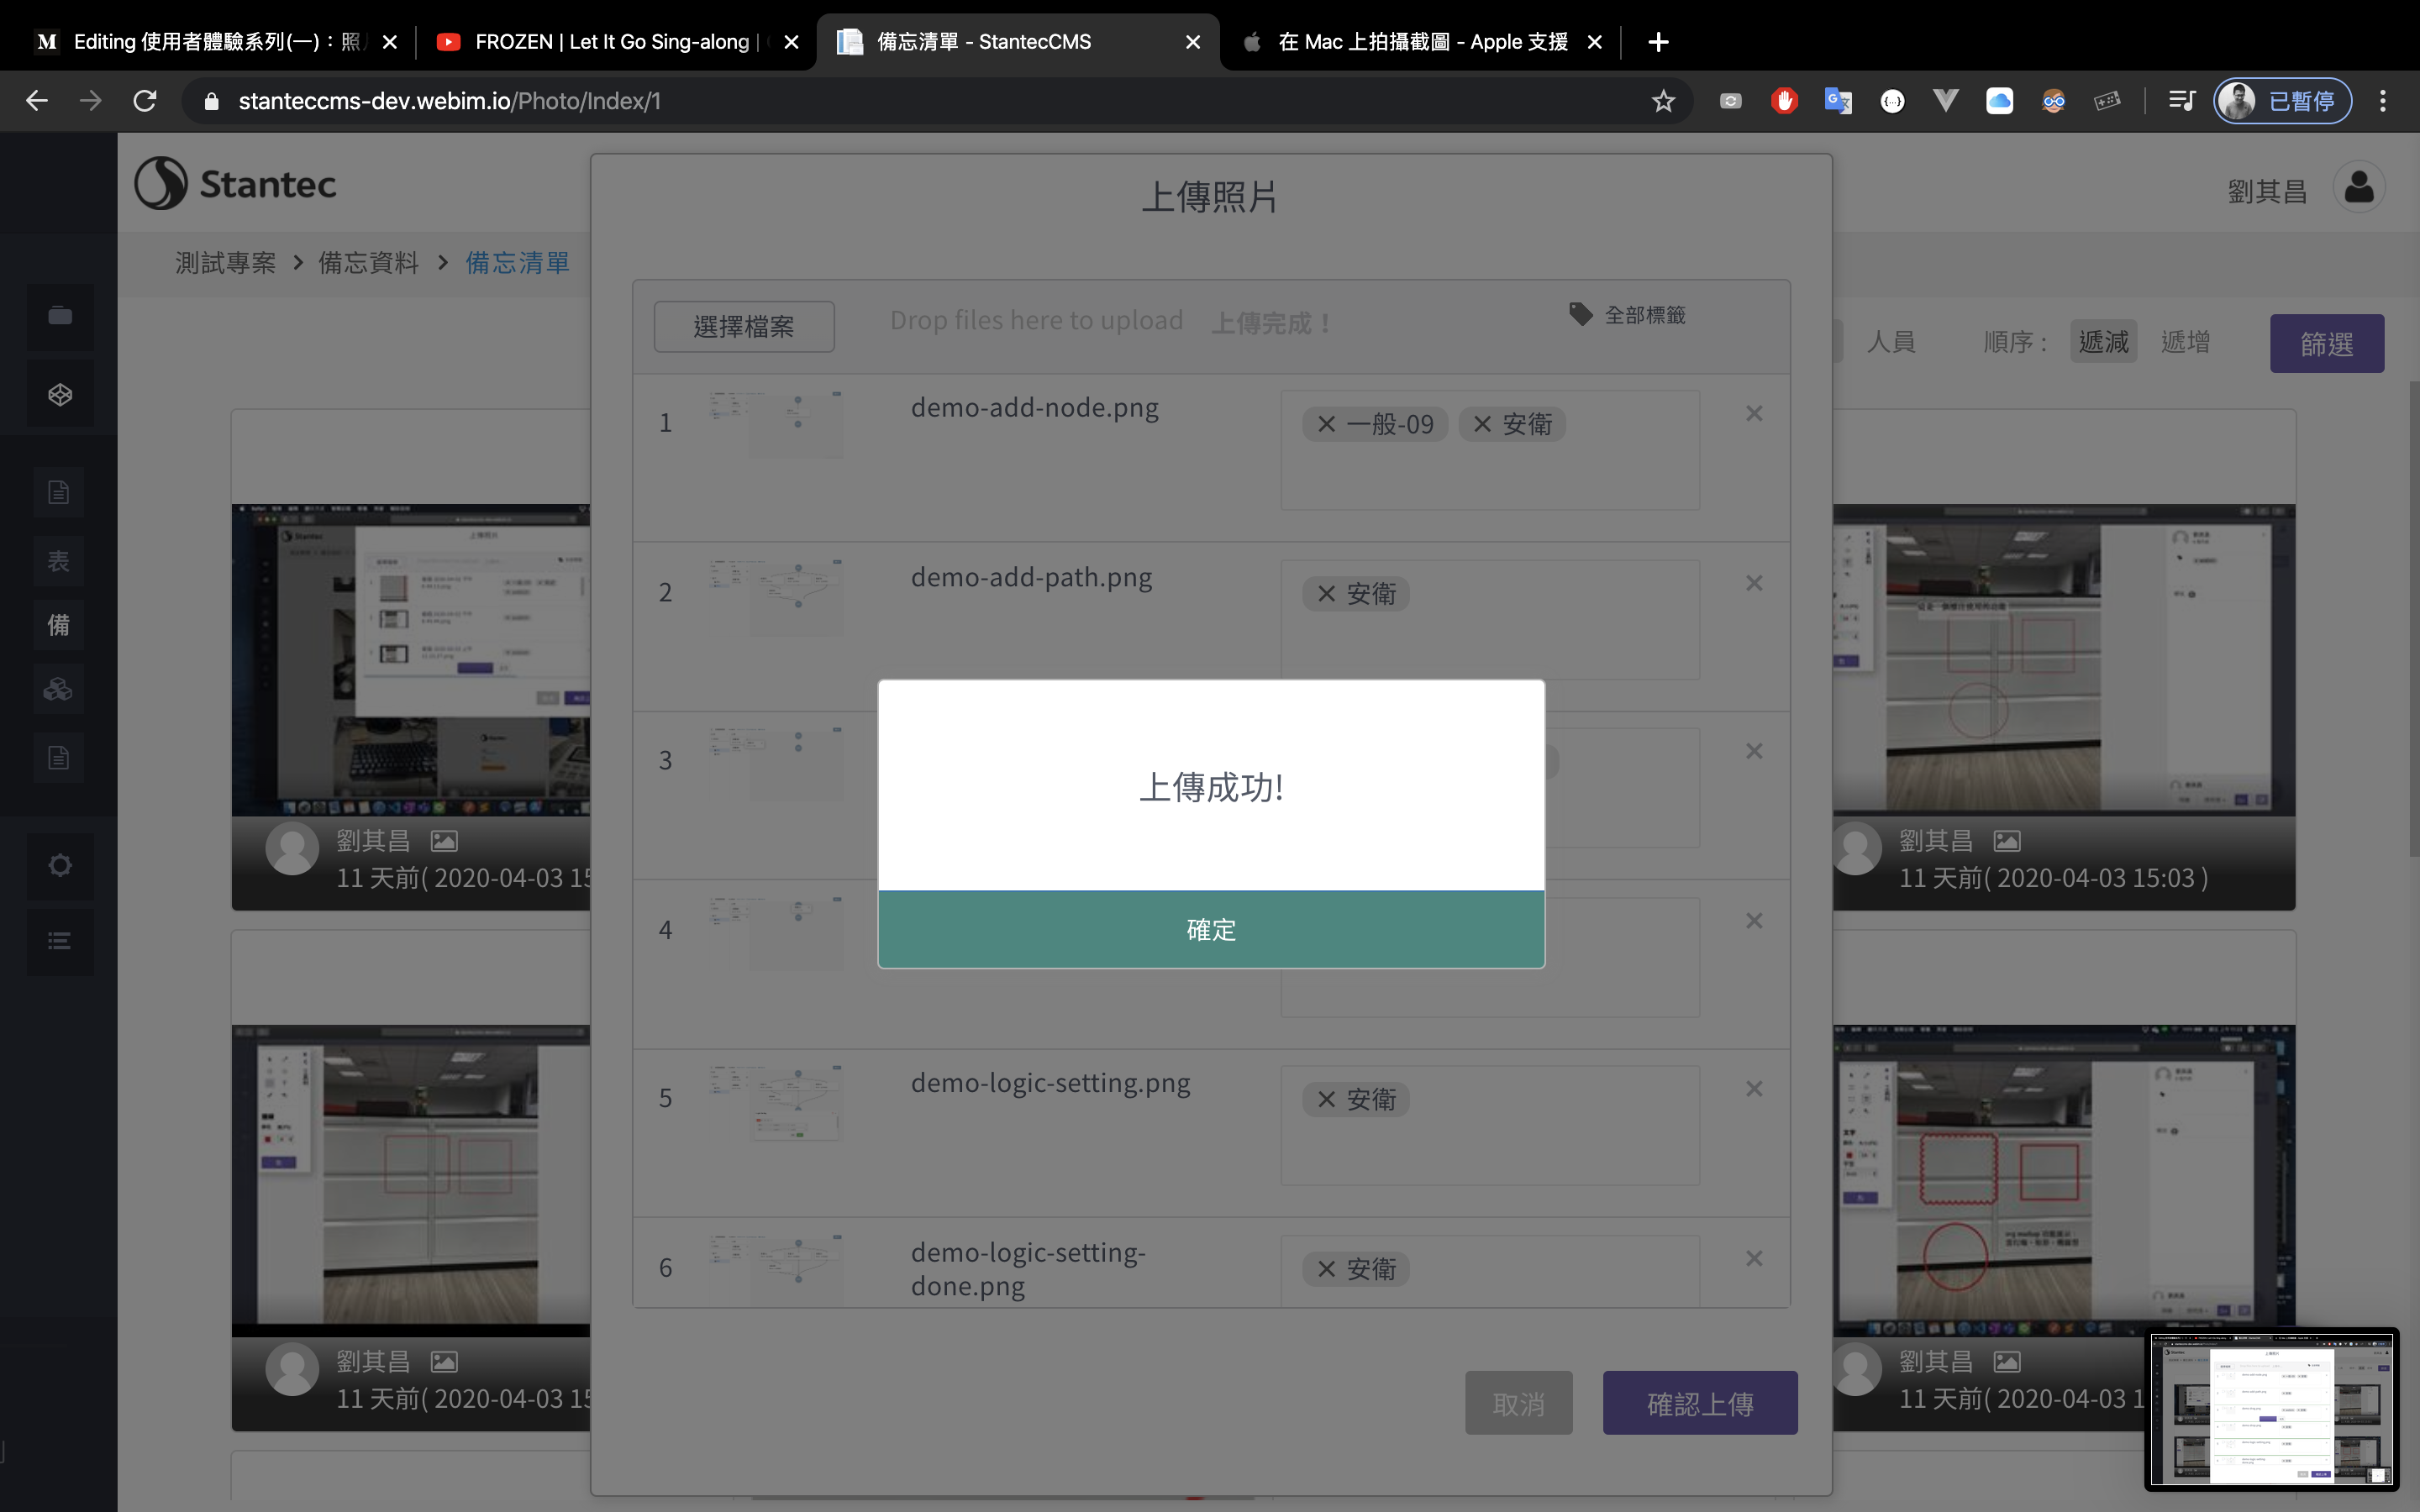 M Editing 使用者體驗系列(一)：照
FROZEN | Let It Go Sing-along |
備忘清單 - StantecCMS
在 Mac 上拍攝截圖 - Apple 支援
stanteccms-dev.webim.io/Photo/Index/1
已暫停
Stantec
上傳照片
劉其昌
測試專案 > 備忘資料 > 備忘清單
選擇檔案
Drop files here to upload
上傳完成！
全部標籤
人員
順序：
遞減
遞增
篩選
1
demo-add-node.png
一般-09
安衛
2
demo-add-path.png
安衛
表
備
3
上傳成功!
4
確定
劉其昌
11 天前( 2020-04-03 15
劉其昌
11 天前( 2020-04-03 15:03 )
5
demo-logic-setting.png
安衛
6
demo-logic-setting-
done.png
安衛
劉其昌
11 天前( 2020-04-03 15
劉其昌
11 天前( 2020-04-03 1
取消
確認上傳